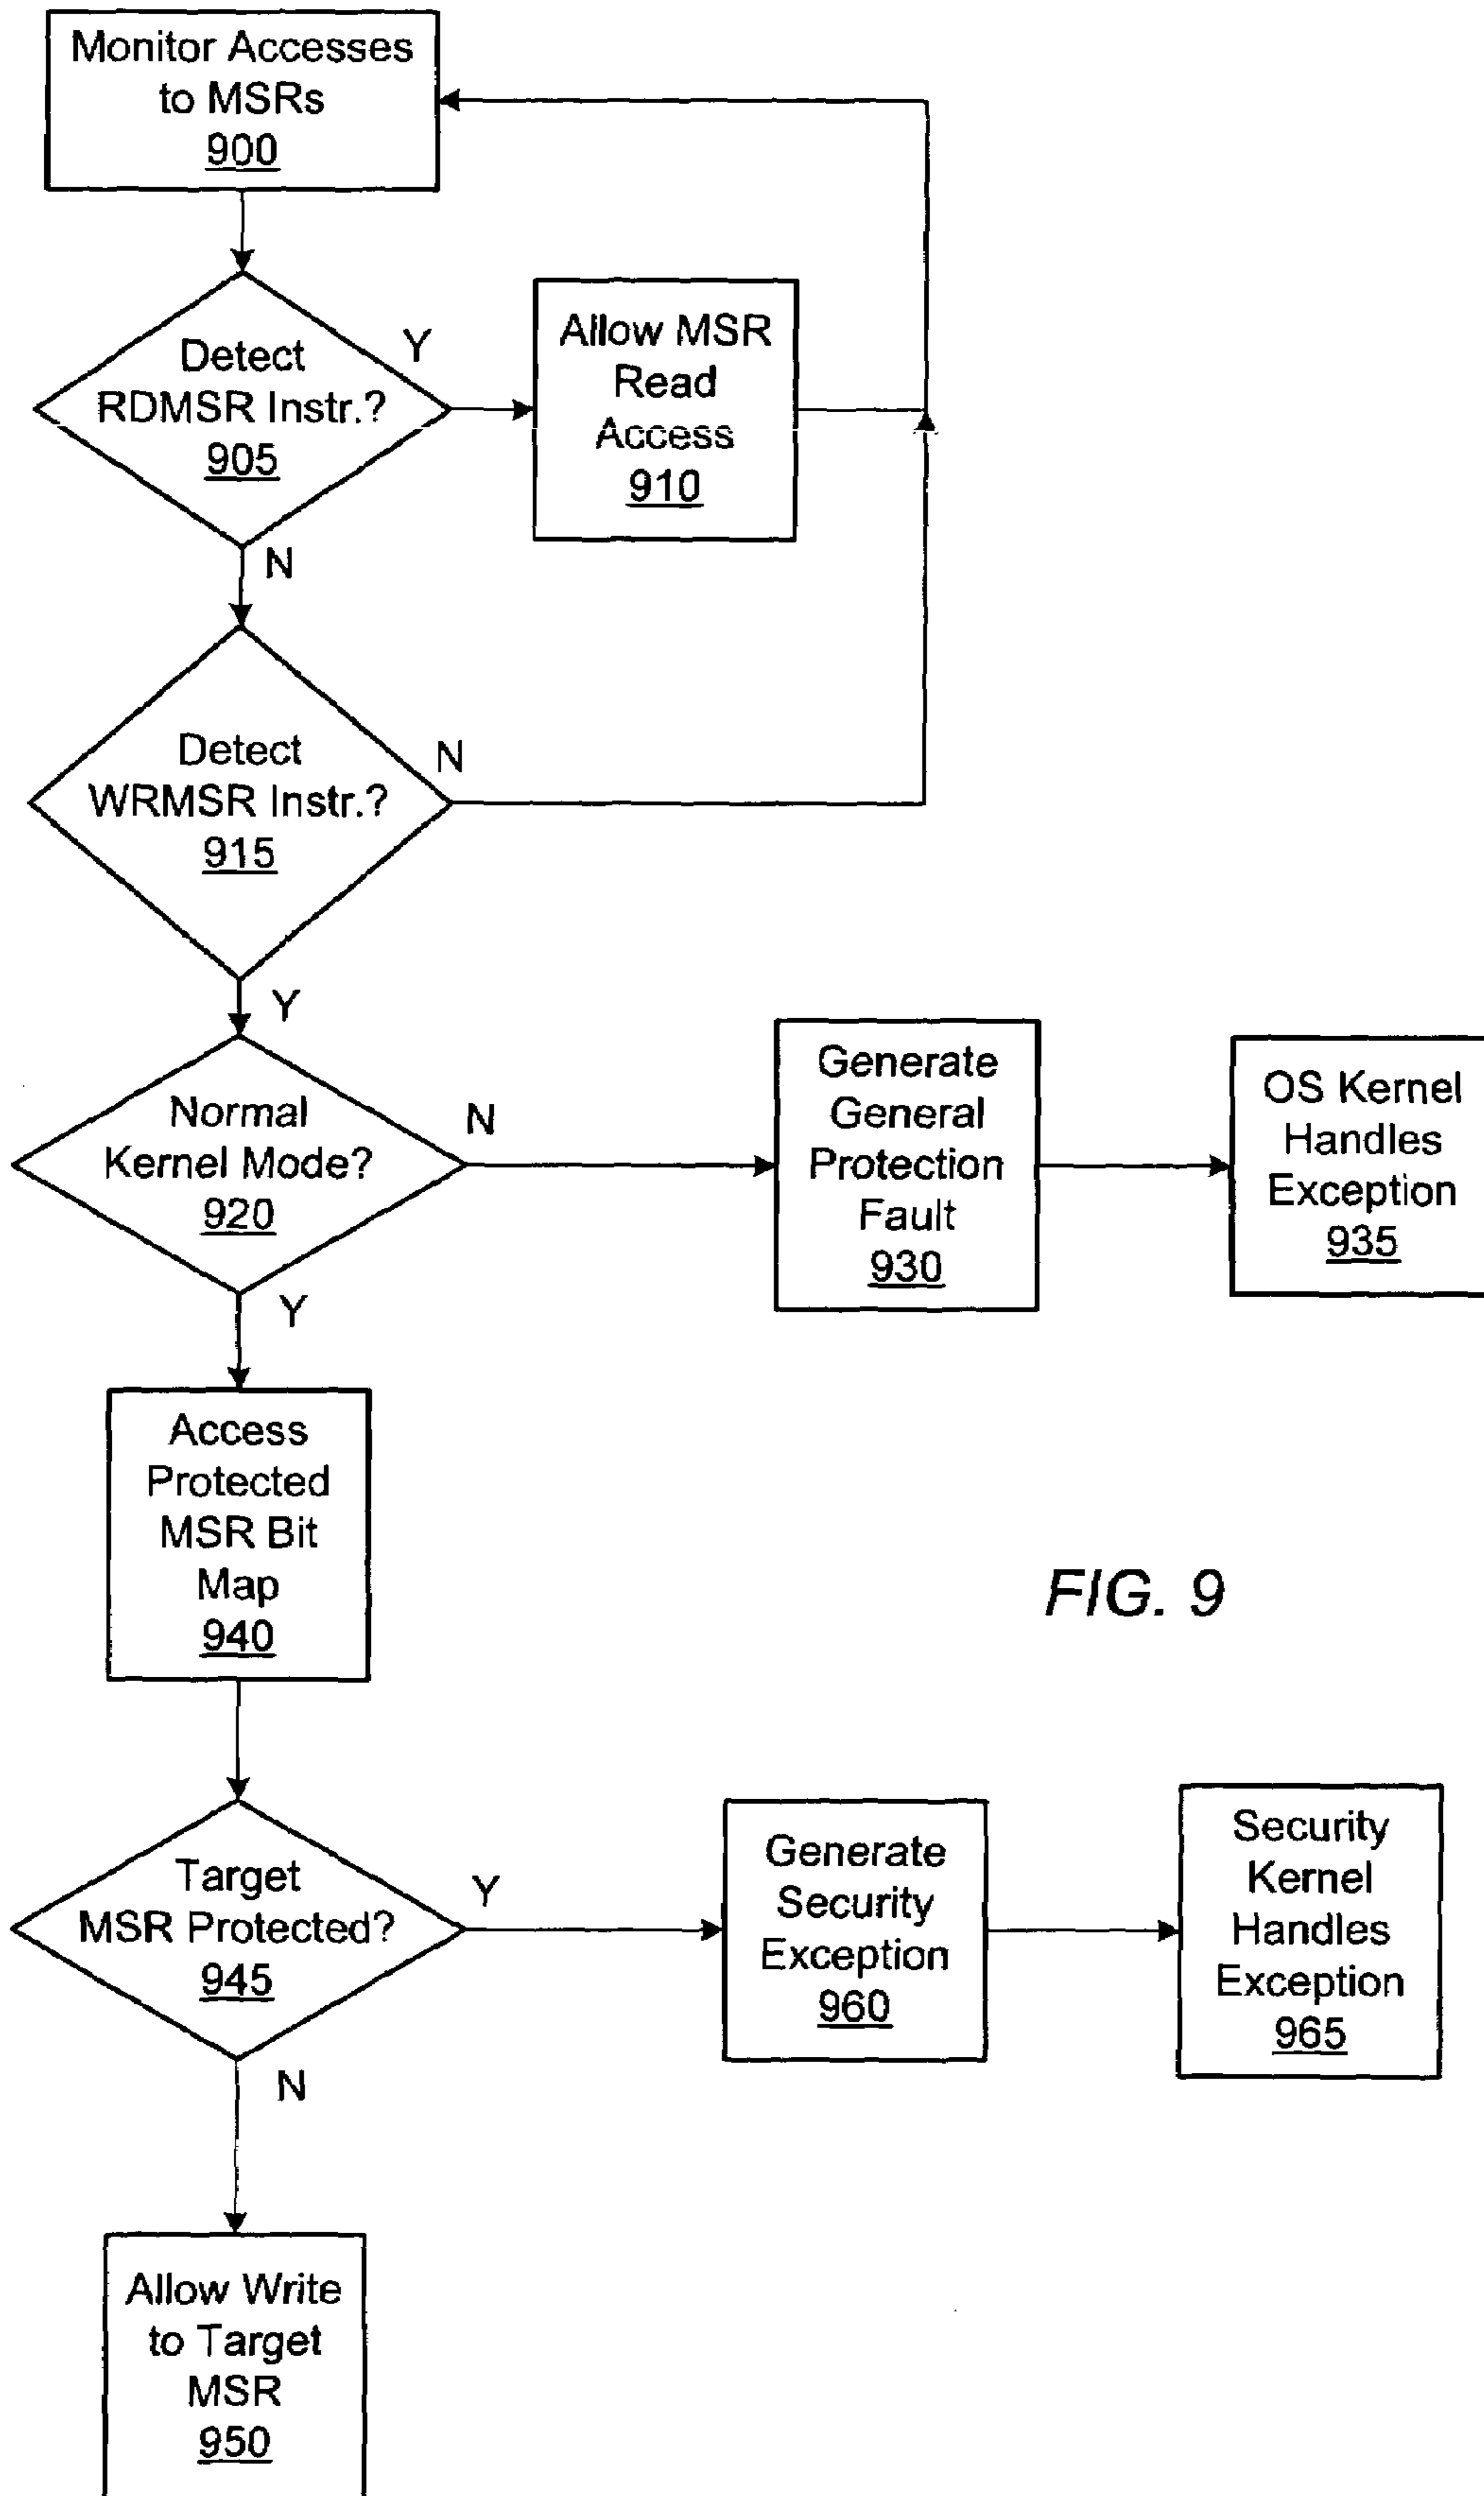 Monitor Accesses
to MSRs
900
Detect
RDMSR Instr.?
905
Y
N
Allow MSR
Read
Access
910
Detect
WRMSR Instr.?
915
N
Y
Normal
Kernel Mode?
920
N
Y
Generate
General
Protection
Fault
930
OS Kernel
Handles
Exception
935
Access
Protected
MSR Bit
Map
940
FIG. 9
Target
MSR Protected?
945
Y
N
Generate
Security
Exception
960
Security
Kernel
Handles
Exception
965
Allow Write
to Target
MSR
950